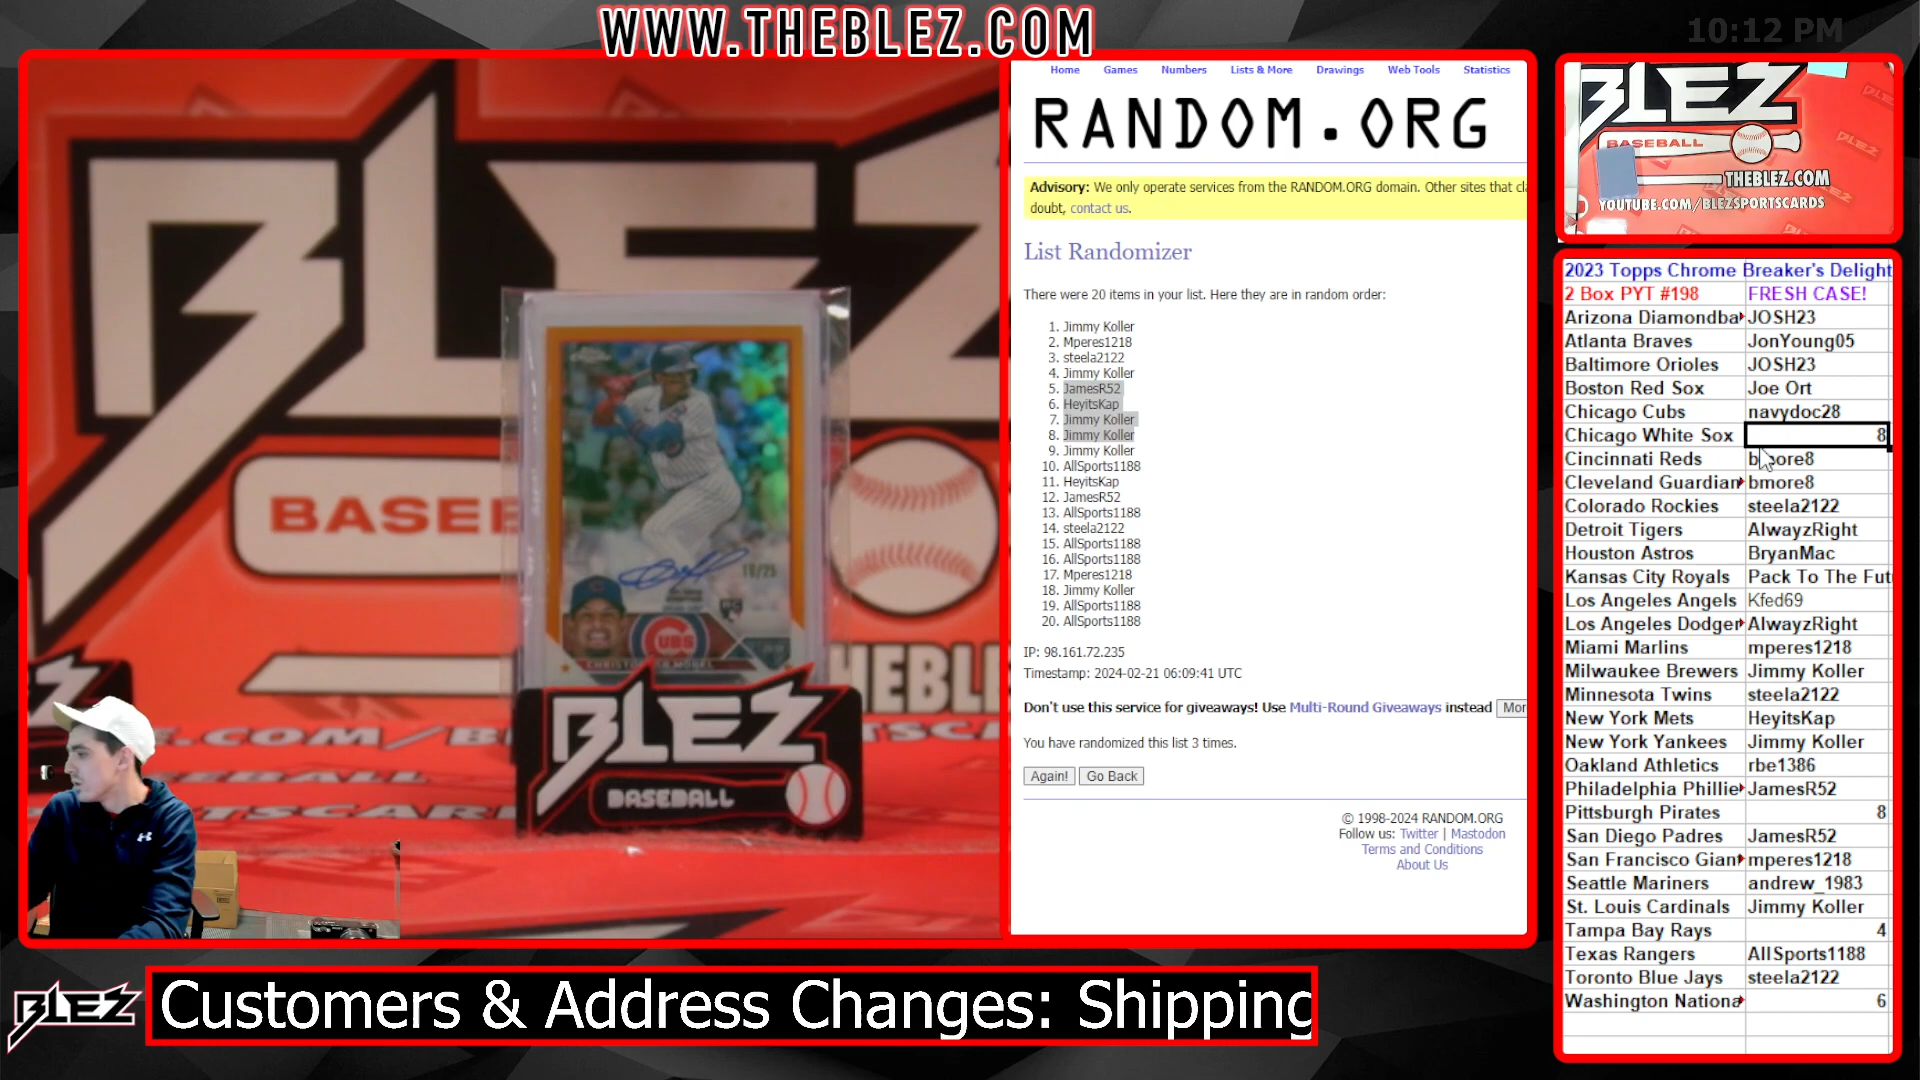 WWW.THEBLEZ.COM
10:12 PM
BLEZ
BASE
THEBLE
18/25
RC
CUBS
CHRISTOPHER MOREL
BLEZ
BASEBALL
Home Games Numbers Lists & More Drawings Web Tools Statistics
RANDOM.ORG
Advisory: We only operate services from the RANDOM.ORG domain. Other sites that cl
doubt, contact us.
List Randomizer
There were 20 items in your list. Here they are in random order:
1. Jimmy Koller
2. Mperes1218
3. steela2122
4. Jimmy Koller
5. JamesR52
6. HeyitsKap
7. Jimmy Koller
8. Jimmy Koller
9. Jimmy Koller
10. AllSports1188
11. HeyitsKap
12. JamesR52
13. AllSports1188
14. steela2122
15. AllSports1188
16. AllSports1188
17. Mperes1218
18. Jimmy Koller
19. AllSports1188
20. AllSports1188
IP: 98.161.72.235
Timestamp: 2024-02-21 06:09:41 UTC
Don't use this service for giveaways! Use Multi-Round Giveaways instead Mor
You have randomized this list 3 times.
Again! Go Back
© 1998-2024 RANDOM.ORG
Follow us: Twitter | Mastodon
Terms and Conditions
About Us
BLEZ
BASEBALL
THEBLEZ.COM
YOUTUBE.COM/BLEZSPORTSCARDS
2023 Topps Chrome Breaker's Delight
2 Box PYT #198 FRESH CASE!
Arizona Diamondba JOSH23
Atlanta Braves JonYoung05
Baltimore Orioles JOSH23
Boston Red Sox Joe Ort
Chicago Cubs navydoc28
Chicago White Sox 8
Cincinnati Reds bmore8
Cleveland Guardian bmore8
Colorado Rockies steela2122
Detroit Tigers AlwayzRight
Houston Astros BryanMac
Kansas City Royals Pack To The Fut
Los Angeles Angels Kfed69
Los Angeles Dodger AlwayzRight
Miami Marlins mperes1218
Milwaukee Brewers Jimmy Koller
Minnesota Twins steela2122
New York Mets HeyitsKap
New York Yankees Jimmy Koller
Oakland Athletics rbe1386
Philadelphia Phillie JamesR52
Pittsburgh Pirates 8
San Diego Padres JamesR52
San Francisco Giant mperes1218
Seattle Mariners andrew_1983
St. Louis Cardinals Jimmy Koller
Tampa Bay Rays 4
Texas Rangers AllSports1188
Toronto Blue Jays steela2122
Washington Nationa 6
BLEZ
Customers & Address Changes: Shipping